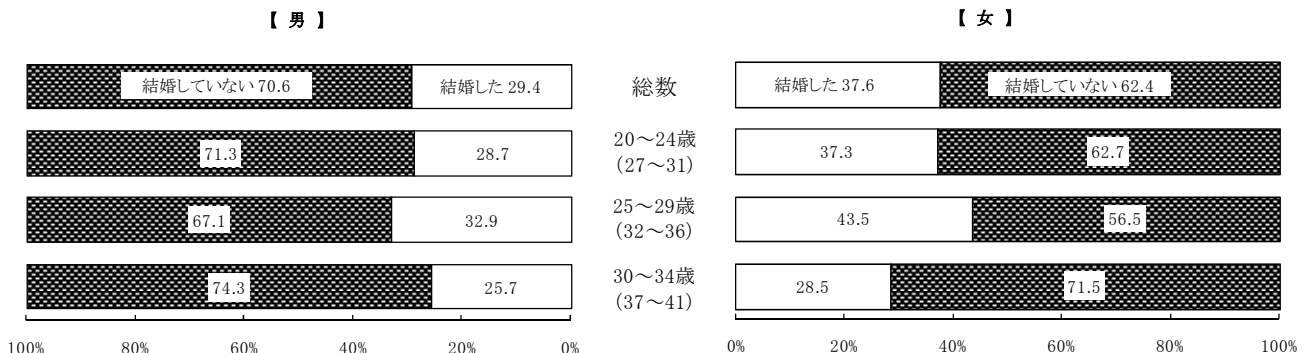 【 男 】
【 女 】
結婚していない 70.6
結婚した 29.4
総数
結婚した 37.6
結婚していない 62.4
71.3
28.7
20～24歳
(27～31)
37.3
62.7
67.1
32.9
25～29歳
(32～36)
43.5
56.5
74.3
25.7
30～34歳
(37～41)
28.5
71.5
100%
80%
60%
40%
20%
0%
0%
20%
40%
60%
80%
100%